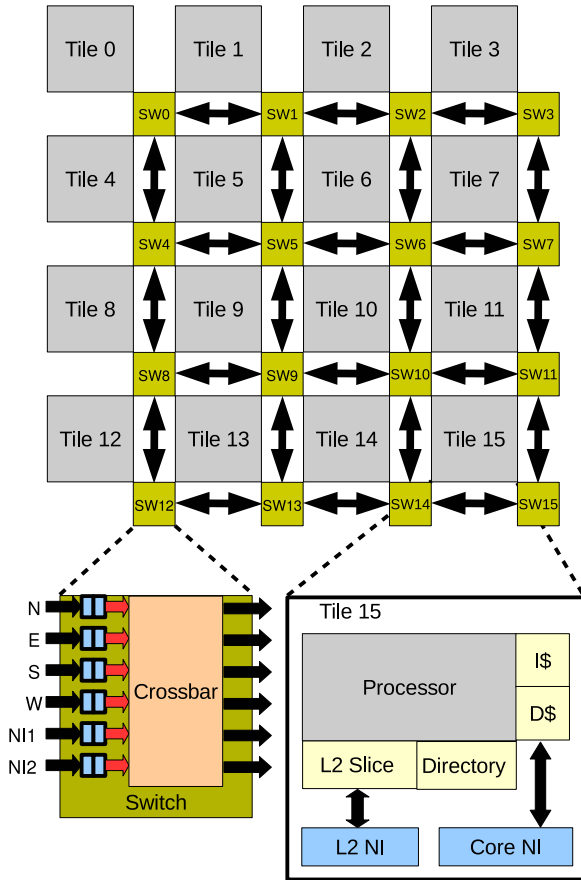 Tile 0 Tile 1 Tile 2 Tile 3
SW0 SW1 SW2 SW3
Tile 4 Tile 5 Tile 6 Tile 7
SW4 SW5 SW6 SW7
Tile 8 Tile 9 Tile 10 Tile 11
SW8 SW9 SW10 SW11
Tile 12 Tile 13 Tile 14 Tile 15
SW12 SW13 SW14 SW15
N
E
S
W
NI1
NI2
Crossbar
Switch
Tile 15
Processor
I$
D$
L2 Slice
Directory
L2 NI
Core NI